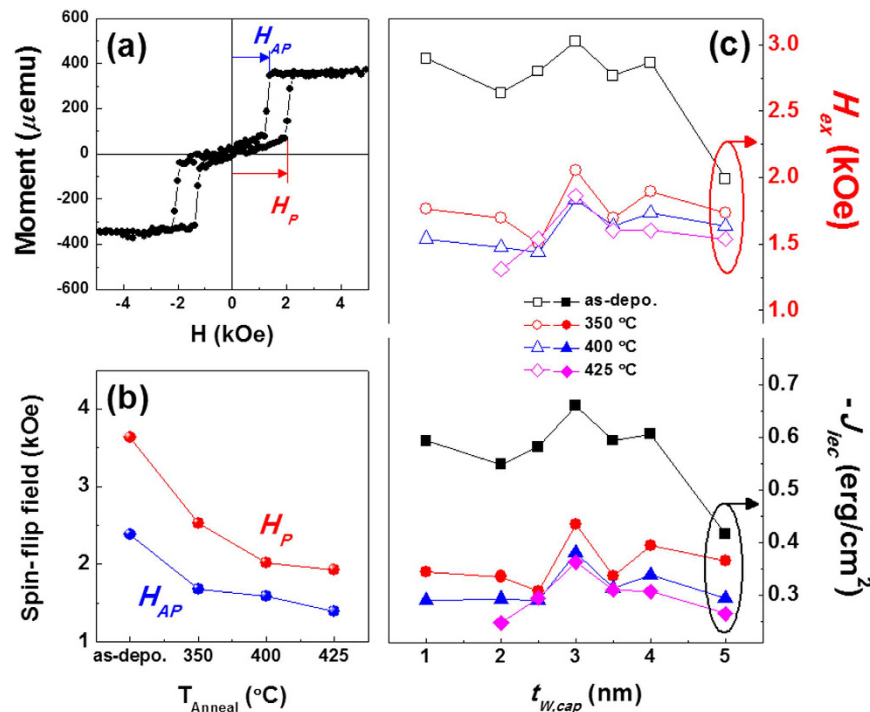 (a)
Moment (μemu)
600
400
200
0
-200
-400
-600
H_AP
H_P
-4 -2 0 2 4
H (kOe)
(b)
Spin-flip field (kOe)
4
3
2
1
H_P
H_AP
as-depo. 350 400 425
T_Anneal (°C)
(c)
3.0
2.5
2.0
1.5
1.0
H_ex (kOe)
as-depo.
350 °C
400 °C
425 °C
0.7
0.6
0.5
0.4
0.3
-J_iec (erg/cm²)
1 2 3 4 5
t_W,cap (nm)